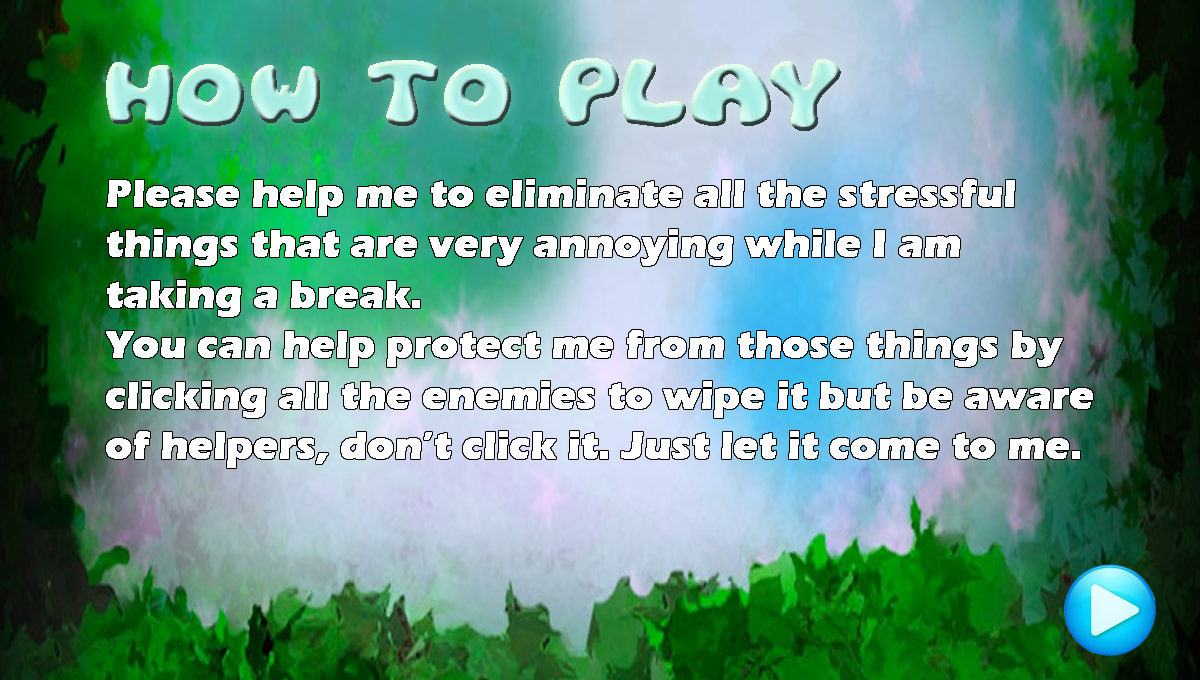 HOW TO PLAY
Please help me to eliminate all the stressful
things that are very annoying while I am
taking a break.
You can help protect me from those things by
clicking all the enemies to wipe it but be aware
of helpers, don't click it. Just let it come to me.